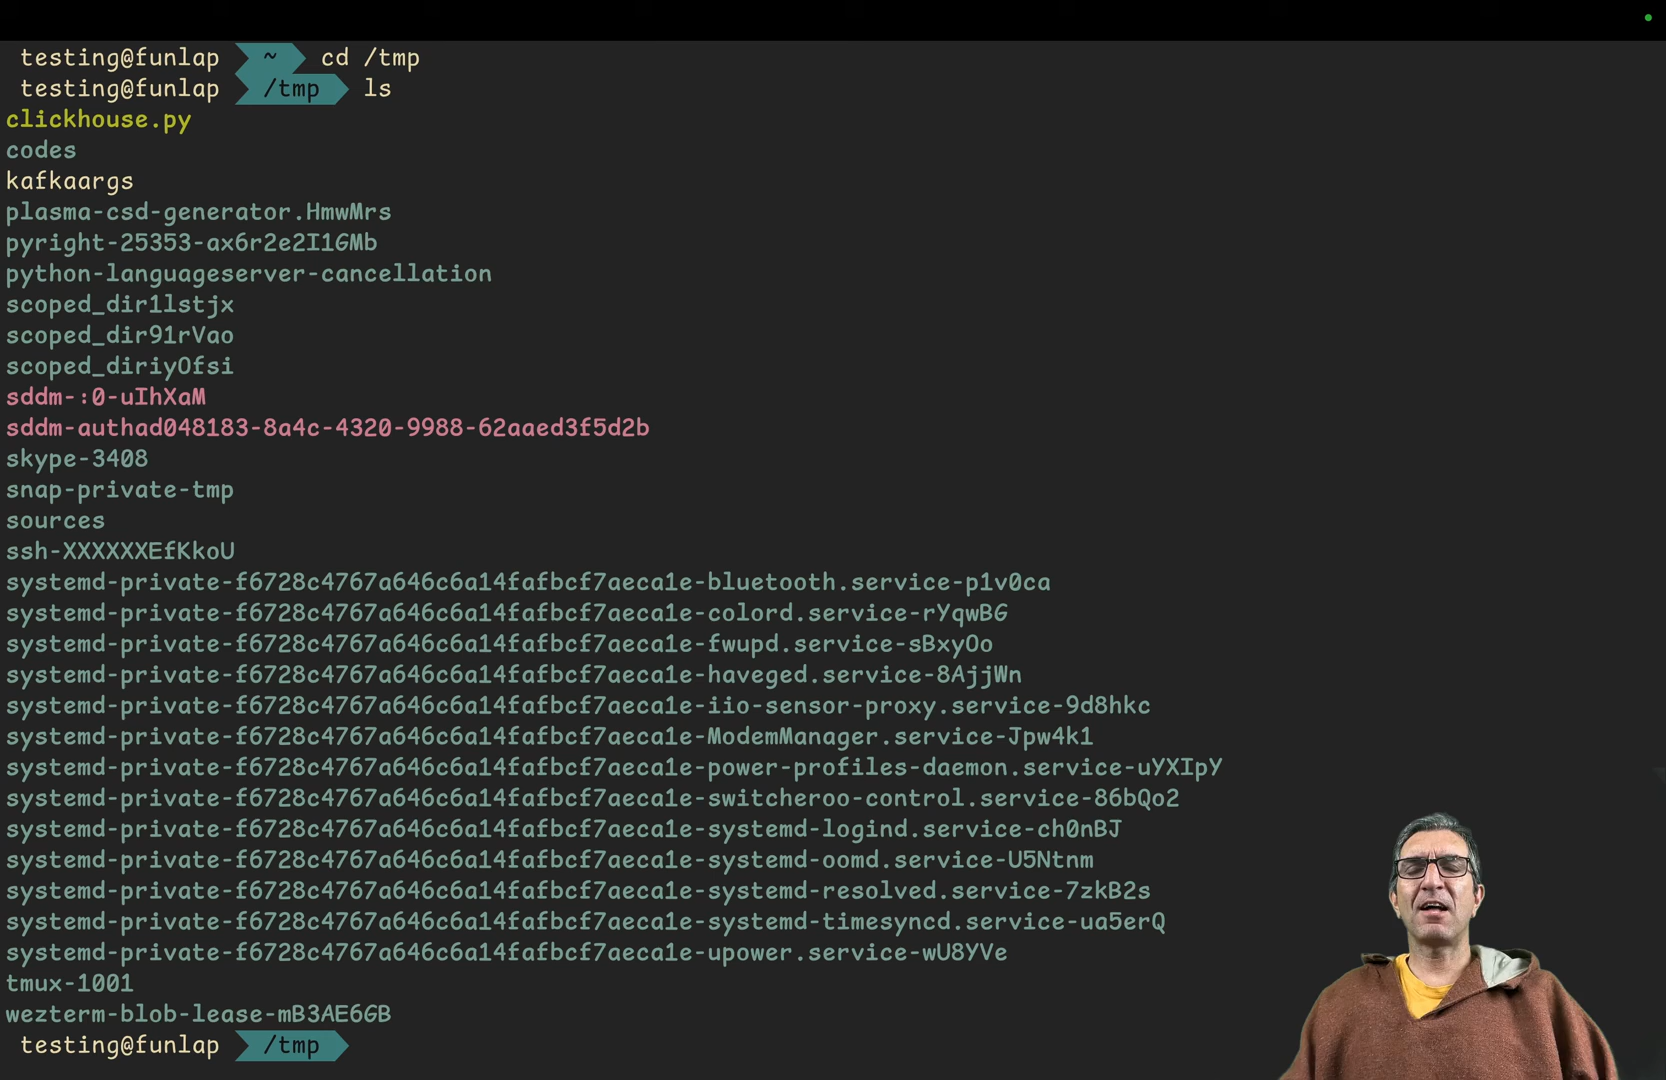 testing@funlap ~ cd /tmp
testing@funlap /tmp ls
clickhouse.py
codes
kafkaargs
plasma-csd-generator.HmwMrs
pyright-25353-ax6r2e2I1GMb
python-languageserver-cancellation
scoped_dir1lstjx
scoped_dir91rVao
scoped_diriyOfsi
sddm-:0-uIhXaM
sddm-authad048183-8a4c-4320-9988-62aaed3f5d2b
skype-3408
snap-private-tmp
sources
ssh-XXXXXXEfKkoU
systemd-private-f6728c4767a646c6a14fafbcf7aeca1e-bluetooth.service-p1v0ca
systemd-private-f6728c4767a646c6a14fafbcf7aeca1e-colord.service-rYqwBG
systemd-private-f6728c4767a646c6a14fafbcf7aeca1e-fwupd.service-sBxyOo
systemd-private-f6728c4767a646c6a14fafbcf7aeca1e-haveged.service-8AjjWn
systemd-private-f6728c4767a646c6a14fafbcf7aeca1e-iio-sensor-proxy.service-9d8hkc
systemd-private-f6728c4767a646c6a14fafbcf7aeca1e-ModemManager.service-Jpw4k1
systemd-private-f6728c4767a646c6a14fafbcf7aeca1e-power-profiles-daemon.service-uYXIpY
systemd-private-f6728c4767a646c6a14fafbcf7aeca1e-switcheroo-control.service-86bQo2
systemd-private-f6728c4767a646c6a14fafbcf7aeca1e-systemd-logind.service-ch0nBJ
systemd-private-f6728c4767a646c6a14fafbcf7aeca1e-systemd-oomd.service-U5Ntnm
systemd-private-f6728c4767a646c6a14fafbcf7aeca1e-systemd-resolved.service-7zkB2s
systemd-private-f6728c4767a646c6a14fafbcf7aeca1e-systemd-timesyncd.service-ua5erQ
systemd-private-f6728c4767a646c6a14fafbcf7aeca1e-upower.service-wU8YVe
tmux-1001
wezterm-blob-lease-mB3AE6GB
testing@funlap /tmp